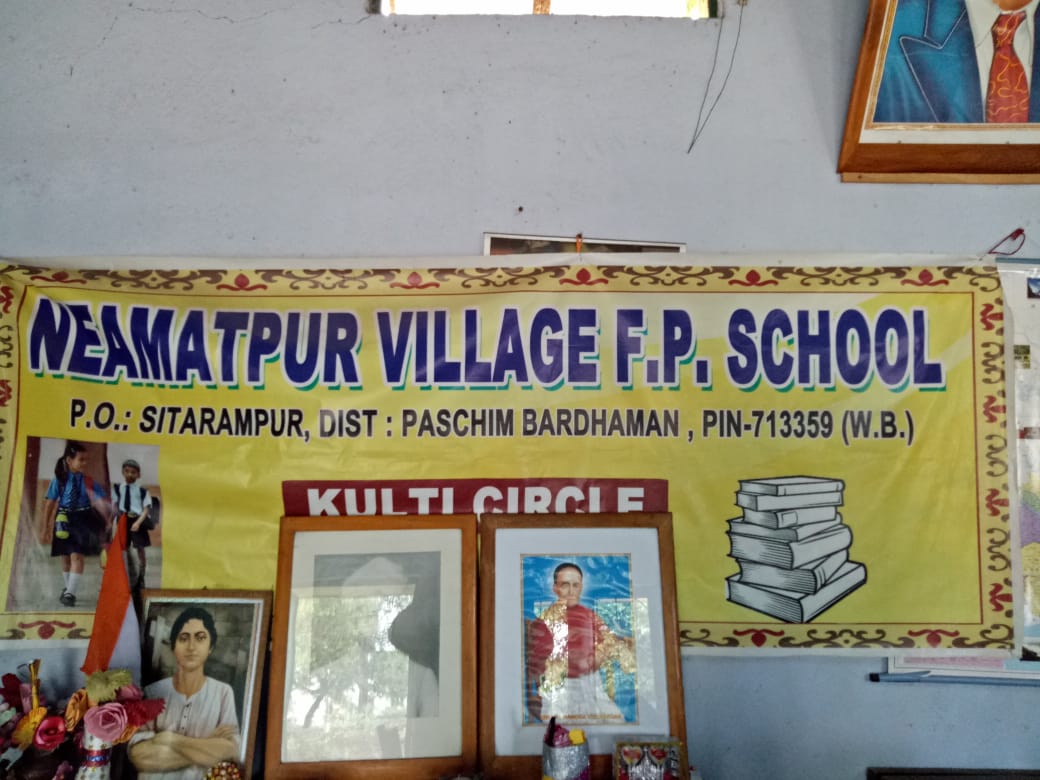 NEAMATPUR VILLAGE F.P. SCHOOL
P.O.: SITARAMPUR, DIST : PASCHIM BARDHAMAN , PIN-713359 (W.B.)
KULTI CIRCLE